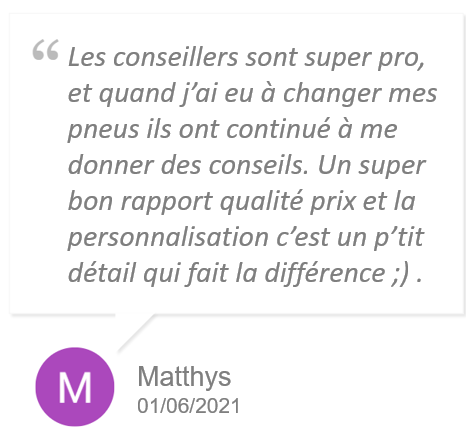 “ Les conseillers sont super pro,
et quand j’ai eu à changer mes
pneus ils ont continué à me
donner des conseils. Un super
bon rapport qualité prix et la
personnalisation c’est un p’tit
détail qui fait la différence ;) .
M
Matthys
01/06/2021